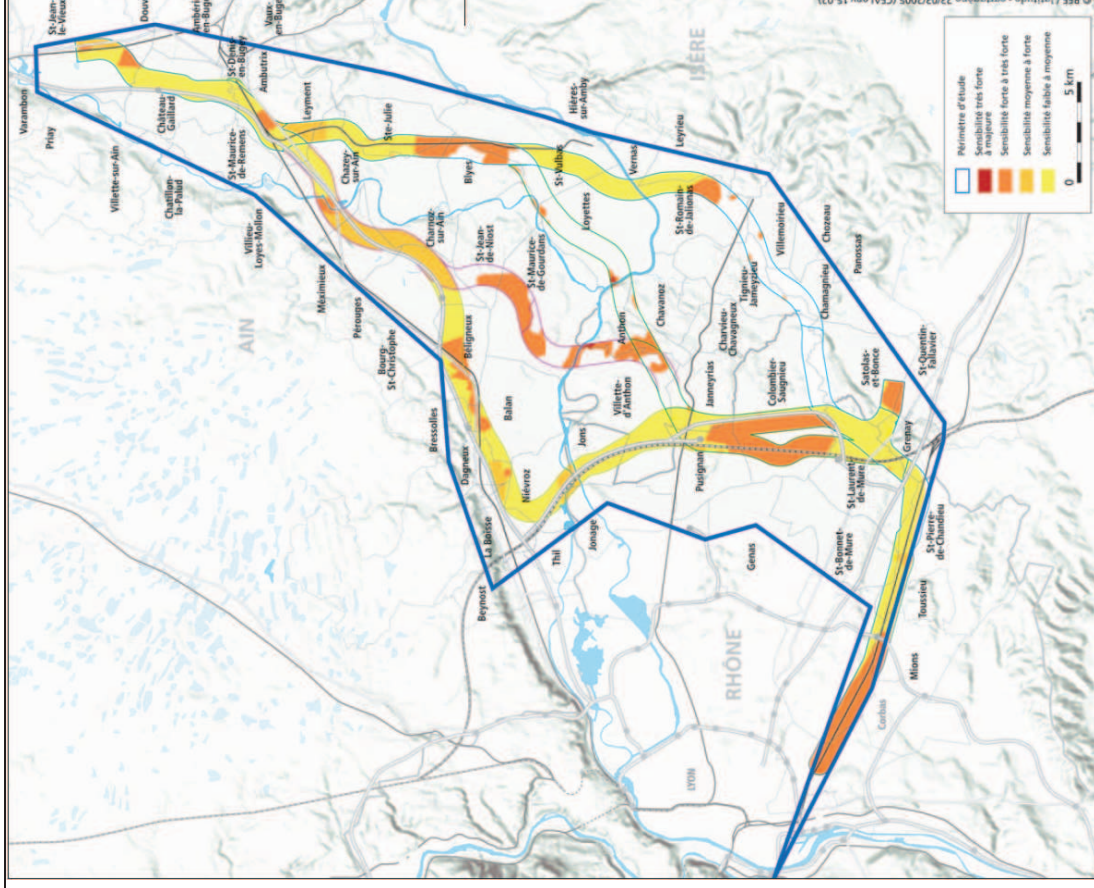 LYON
Corbas
RHÔNE
Mions
Toussieu
St-Pierre-
de-Chandieu
St-Bonnet-
de-Mure
Genas
Jonage
Thil
Beynost
La Boisse
Niévroz
Dagneux
Bressolles
Balan
Béligneux
Bourg-
St-Christophe
Pérouges
Méximieux
AIN
Villieu-
Loyes-Mollon
Chatillon-
la-Palud
Villette-sur-Ain
Priay
Varambon
St-Jean-
le-Vieux
Douv
Ambéri
en-Buge
Vaux-
en-Buge
Château-
Gaillard
St-Maurice-
de-Remens
St-Denis-
en-Bugey
Ambutrix
Leyment
Ste-Julie
Chazey-
sur-Ain
Charnoz-
sur-Ain
Blyes
St-Jean-
de-Niost
St-Maurice-
de-Gourdans
Loyettes
St-Vulbas
Hières-
sur-Amby
Vernas
Leyrieu
ISÈRE
St-Romain-
de-Jalionas
Anthon
Chavanoz
Villette-
d'Anthon
Jons
Janneyrias
Charvieu-
Chavagneux
Tignieu-
Jameyzieu
Villemoirieu
Chozeau
Panossas
Chamagnieu
Pusignan
Colombier-
Saugnieu
Satolas-
et-Bonce
St-Laurent-
de-Mure
Grenay
St-Quentin-
Fallavier
Périmètre d'étude
Sensibilité très forte
à majeure
Sensibilité forte à très forte
Sensibilité moyenne à forte
Sensibilité faible à moyenne
0
5 km